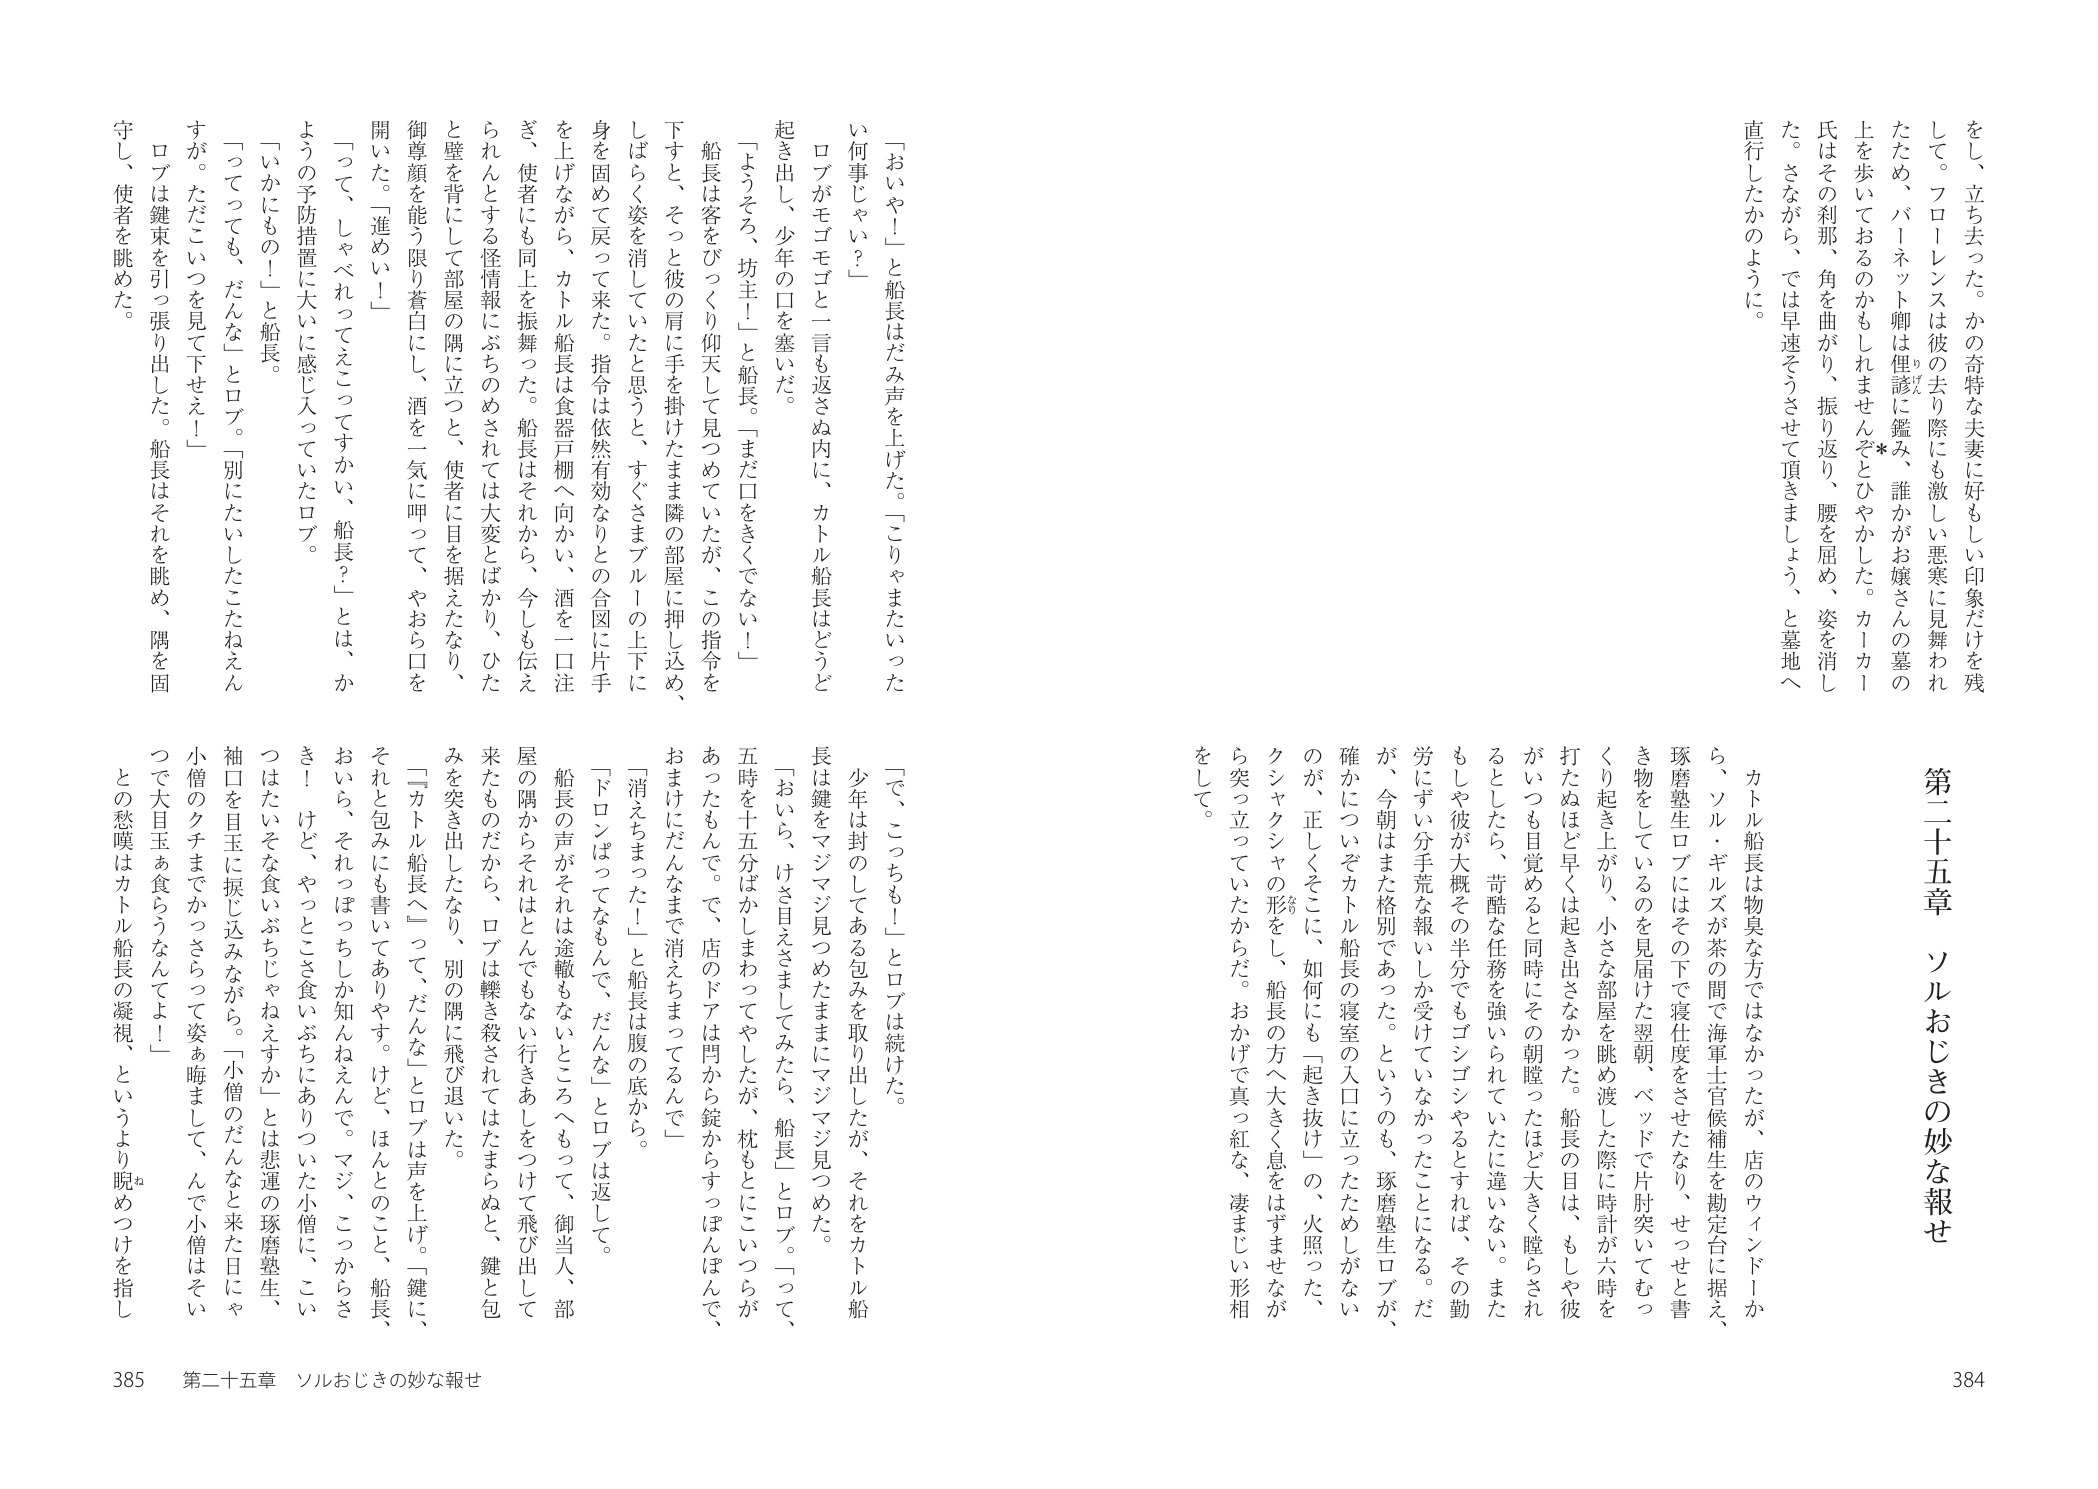 をし、立ち去った。かの奇特な夫妻に好もしい印象だけを残
して。フローレンスは彼の去り際にも激しい悪寒に見舞われ
たため、バーネット卿は俚諺に鑑み、誰かがお嬢さんの墓の
りげん
上を歩いておるのかもしれませんぞ*とひやかした。カーカー
氏はその刹那、角を曲がり、振り返り、腰を屈め、姿を消し
た。さながら、では早速そうさせて頂きましょう、と墓地へ
直行したかのように。
第二十五章　ソルおじきの妙な報せ
カトル船長は物臭な方ではなかったが、店のウィンドーか
ら、ソル・ギルズが茶の間で海軍士官候補生を勘定台に据え、
琢磨塾生ロブにはその下で寝仕度をさせたなり、せっせと書
き物をしているのを見届けた翌朝、ベッドで片肘突いてむっ
くり起き上がり、小さな部屋を眺め渡した際に時計が六時を
打たぬほど早くは起き出さなかった。船長の目は、もしや彼
がいつも目覚めると同時にその朝瞠ったほど大きく瞠らされ
るとしたら、苛酷な任務を強いられていたに違いない。また
もしや彼が大概その半分でもゴシゴシやるとすれば、その勤
労にずい分手荒な報いしか受けていなかったことになる。だ
が、今朝はまた格別であった。というのも、琢磨塾生ロブが、
確かについぞカトル船長の寝室の入口に立ったためしがない
のが、正しくそこに、如何にも「起き抜け」の、火照った、
クシャクシャの形をし、船長の方へ大きく息をはずませなが
なり
ら突っ立っていたからだ。おかげで真っ紅な、凄まじい形相
をして。
384
「おいや！」と船長はだみ声を上げた。「こりゃまたいった
い何事じゃい？」
ロブがモゴモゴと一言も返さぬ内に、カトル船長はどうど
起き出し、少年の口を塞いだ。
「ようそろ、坊主！」と船長。「まだ口をきくでない！」
船長は客をびっくり仰天して見つめていたが、この指令を
下すと、そっと彼の肩に手を掛けたまま隣の部屋に押し込め、
しばらく姿を消していたと思うと、すぐさまブルーの上下に
身を固めて戻って来た。指令は依然有効なりとの合図に片手
を上げながら、カトル船長は食器戸棚へ向かい、酒を一口注
ぎ、使者にも同上を振舞った。船長はそれから、今しも伝え
られんとする怪情報にぶちのめされては大変とばかり、ひた
と壁を背にして部屋の隅に立つと、使者に目を据えたなり、
御尊顔を能う限り蒼白にし、酒を一気に呷って、やおら口を
開いた。「進めい！」
「って、しゃべれってえこってすかい、船長？」とは、か
ようの予防措置に大いに感じ入っていたロブ。
「いかにもの！」と船長。
「ってっても、だんな」とロブ。「別にたいしたこたねえん
すが。ただこいつを見て下せえ！」
ロブは鍵束を引っ張り出した。船長はそれを眺め、隅を固
守し、使者を眺めた。
「で、こっちも！」とロブは続けた。
少年は封のしてある包みを取り出したが、それをカトル船
長は鍵をマジマジ見つめたままにマジマジ見つめた。
「おいら、けさ目えさましてみたら、船長」とロブ。「って、
五時を十五分ばかしまわってやしたが、枕もとにこいつらが
あったもんで。で、店のドアは閂から錠からすっぽんぽんで、
おまけにだんなまで消えちまってるんで」
「消えちまった！」と船長は腹の底から。
「ドロンぱってなもんで、だんな」とロブは返して。
船長の声がそれは途轍もないところへもって、御当人、部
屋の隅からそれはとんでもない行きあしをつけて飛び出して
来たものだから、ロブは轢き殺されてはたまらぬと、鍵と包
みを突き出したなり、別の隅に飛び退いた。
「『カトル船長へ』って、だんな」とロブは声を上げ。「鍵に、
それと包みにも書いてありやす。けど、ほんとのこと、船長、
おいら、それっぽっちしか知んねえんで。マジ、こっからさ
き！　けど、やっとこさ食いぶちにありついた小僧に、こい
つはたいそな食いぶちじゃねえすか」とは悲運の琢磨塾生、
袖口を目玉に捩じ込みながら。「小僧のだんなと来た日にゃ
小僧のクチまでかっさらって姿ぁ晦まして、んで小僧はそい
つで大目玉ぁ食らうなんてよ！」
との愁嘆はカトル船長の凝視、というより睨めつけを指し
ね
385　第二十五章　ソルおじきの妙な報せ